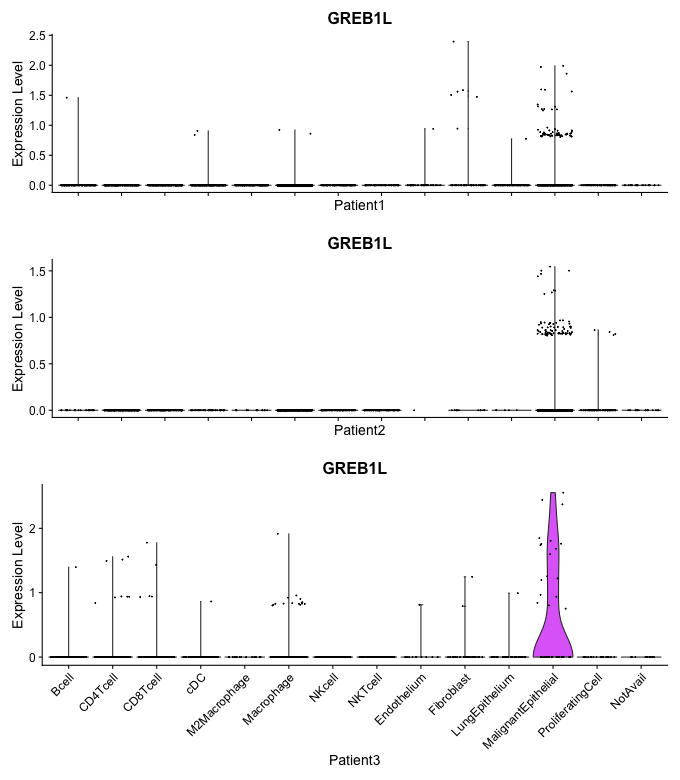 GREB1L
Expression Level
2.5
2.0
1.5
1.0
0.5
0.0
Patient1
GREB1L
Expression Level
1.5
1.0
0.5
0.0
Patient2
GREB1L
Expression Level
2
1
0
Bcell
CD4Tcell
CD8Tcell
cDC
M2Macrophage
Macrophage
NKcell
NKTcell
Endothelium
Fibroblast
LungEpithelium
MalignantEpithelial
ProliferatingCell
NotAvail
Patient3